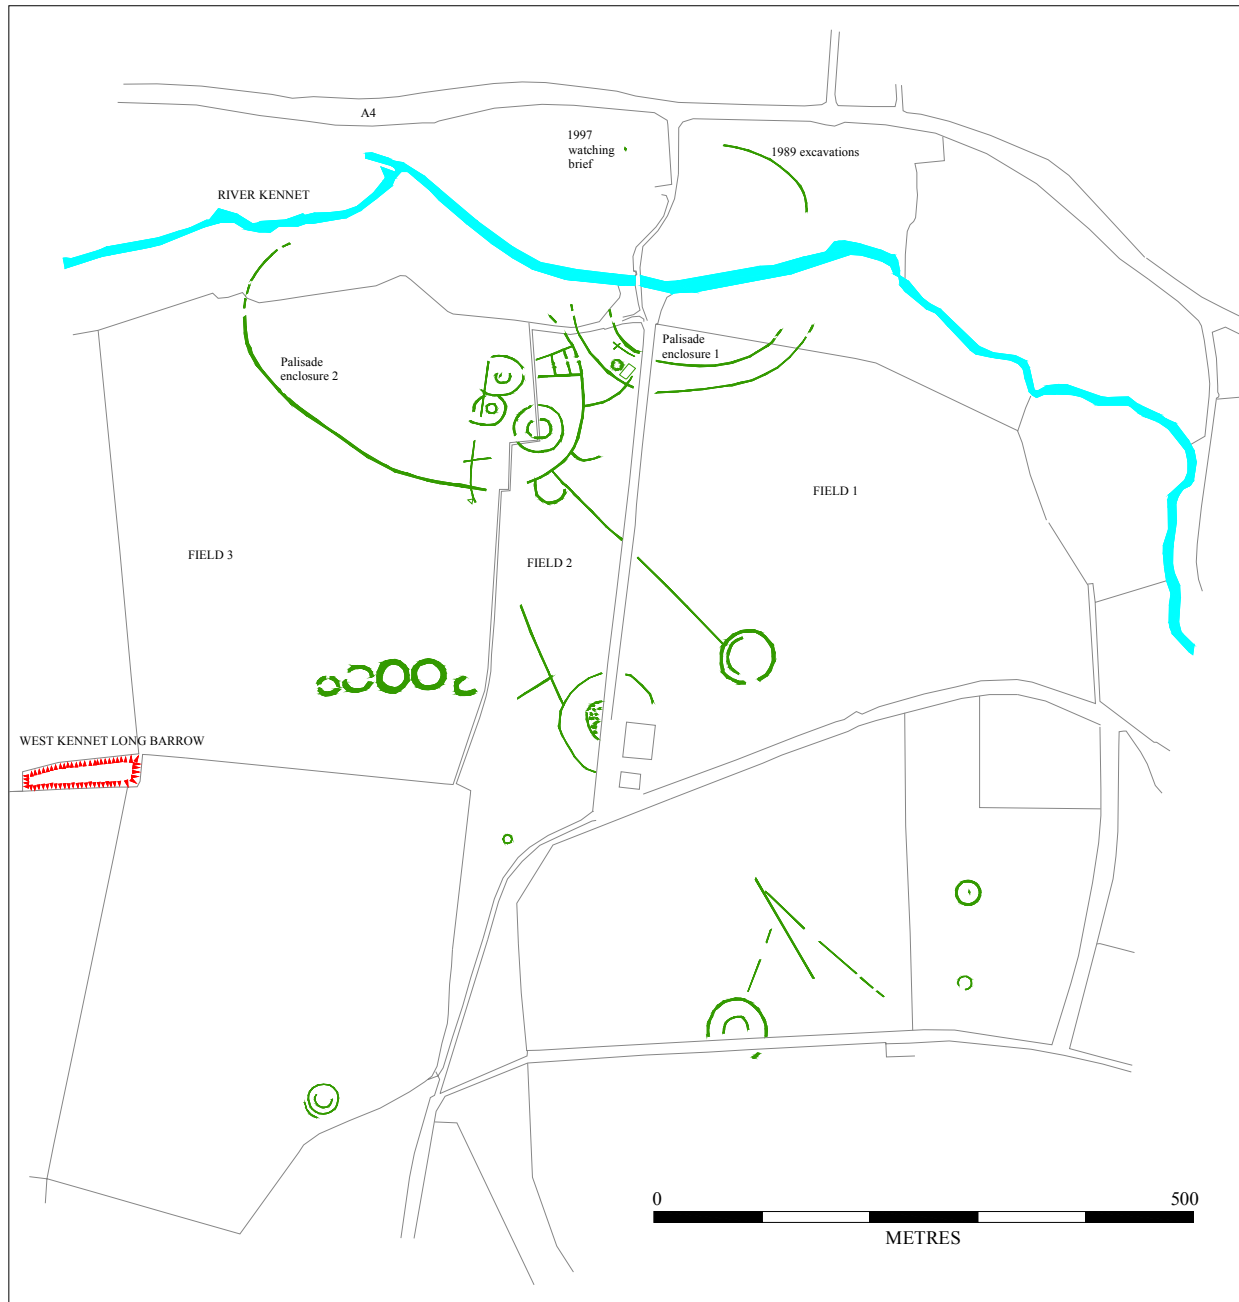 A4
1997
watching
brief
1989 excavations
RIVER KENNET
Palisade
enclosure 1
Palisade
enclosure 2
FIELD 1
FIELD 3
FIELD 2
WEST KENNET LONG BARROW
0 500
METRES